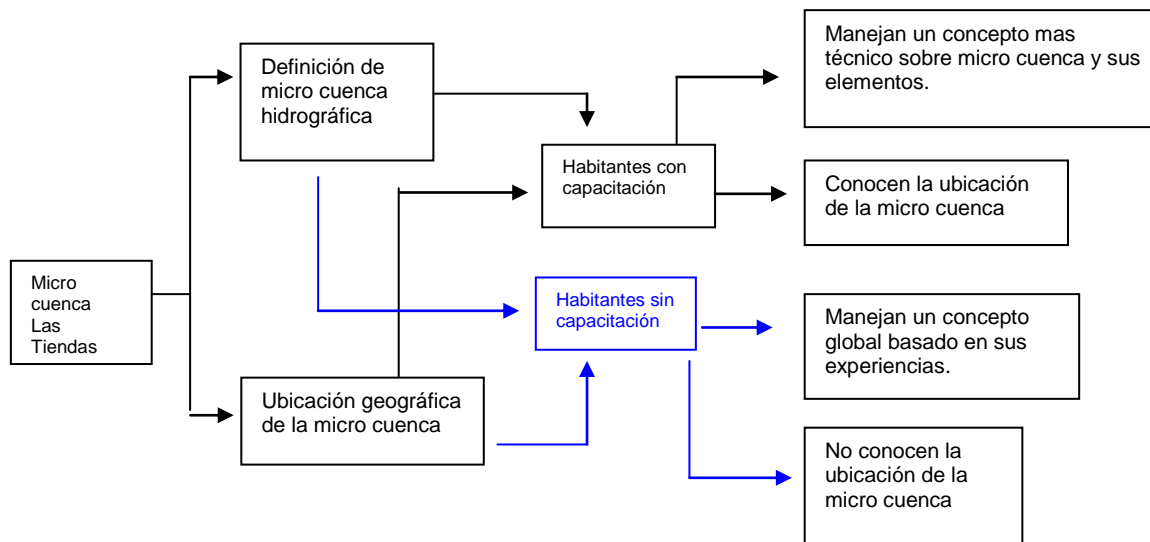 Micro
cuenca
Las
Tiendas
Definición de
micro cuenca
hidrográfica
Ubicación geográfica
de la micro cuenca
Habitantes con
capacitación
Habitantes sin
capacitación
Manejan un concepto mas
técnico sobre micro cuenca y sus
elementos.
Conocen la ubicación
de la micro cuenca
Manejan un concepto
global basado en sus
experiencias.
No conocen la
ubicación de la
micro cuenca